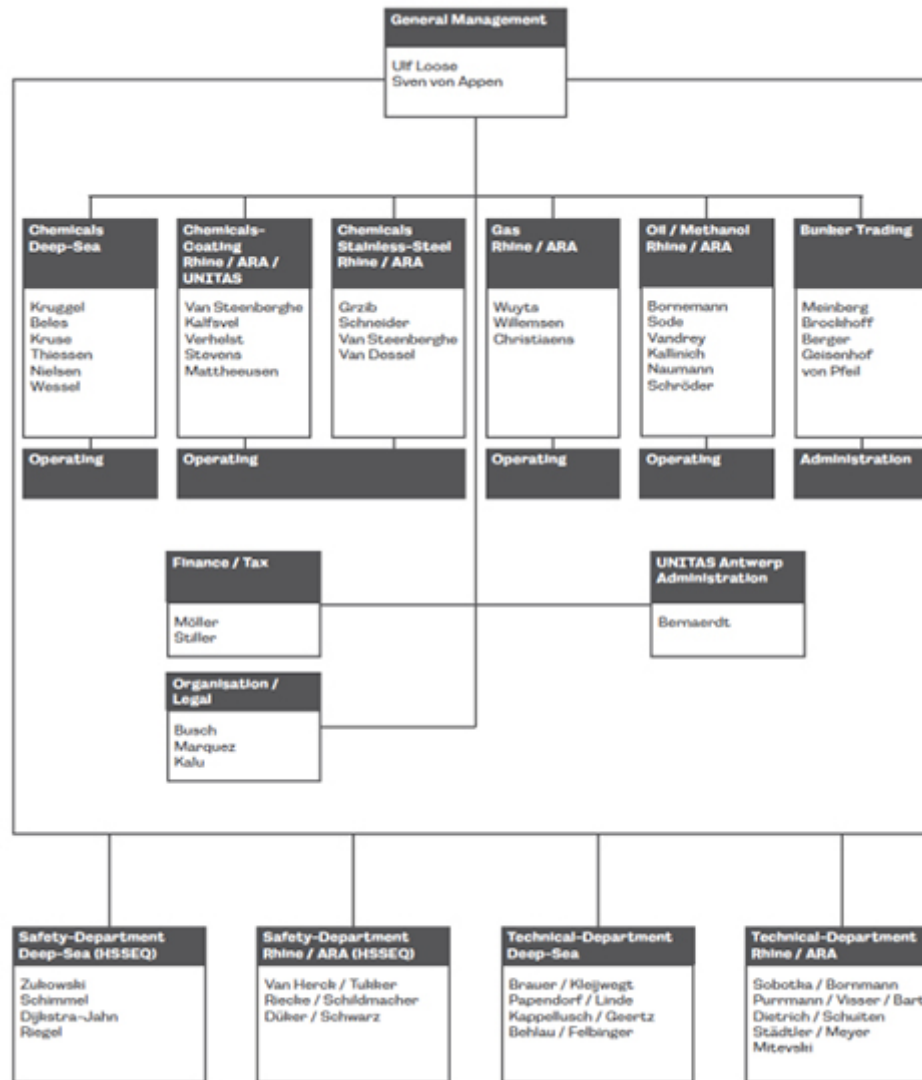 General Management
Ulf Loose
Sven von Appen
Chemicals
Deep-Sea
Kruggel
Beles
Kruse
Thiessen
Nielsen
Wessel
Operating
Chemicals-
Coating
Rhine / ARA /
UNITAS
Van Steenberghe
Kalfsvel
Verhelst
Stevens
Mattheeusen
Chemicals
Stainless-Steel
Rhine / ARA
Grzib
Schneider
Van Steenberghe
Van Dessel
Operating
Gas
Rhine / ARA
Wuyts
Willemsen
Christiaens
Operating
Oil / Methanol
Rhine / ARA
Bornemann
Sode
Vandrey
Kallinich
Naumann
Schröder
Operating
Bunker Trading
Meinberg
Brockhoff
Berger
Geisenhof
von Pfeil
Administration
Finance / Tax
Möller
Stiller
UNITAS Antwerp
Administration
Bernaerdt
Organisation /
Legal
Busch
Marquez
Kalu
Safety-Department
Deep-Sea (HSSEQ)
Zukowski
Schimmel
Dijkstra-Jahn
Riegel
Safety-Department
Rhine / ARA (HSSEQ)
Van Herck / Tukker
Riecke / Schildmacher
Düker / Schwarz
Technical-Department
Deep-Sea
Brauer / Kleijwegt
Papendorf / Linde
Kappellusch / Geertz
Behlau / Felbinger
Technical-Department
Rhine / ARA
Sobotka / Bornmann
Purrmann / Visser / Bart
Dietrich / Schuiten
Städtler / Meyer
Mitevski